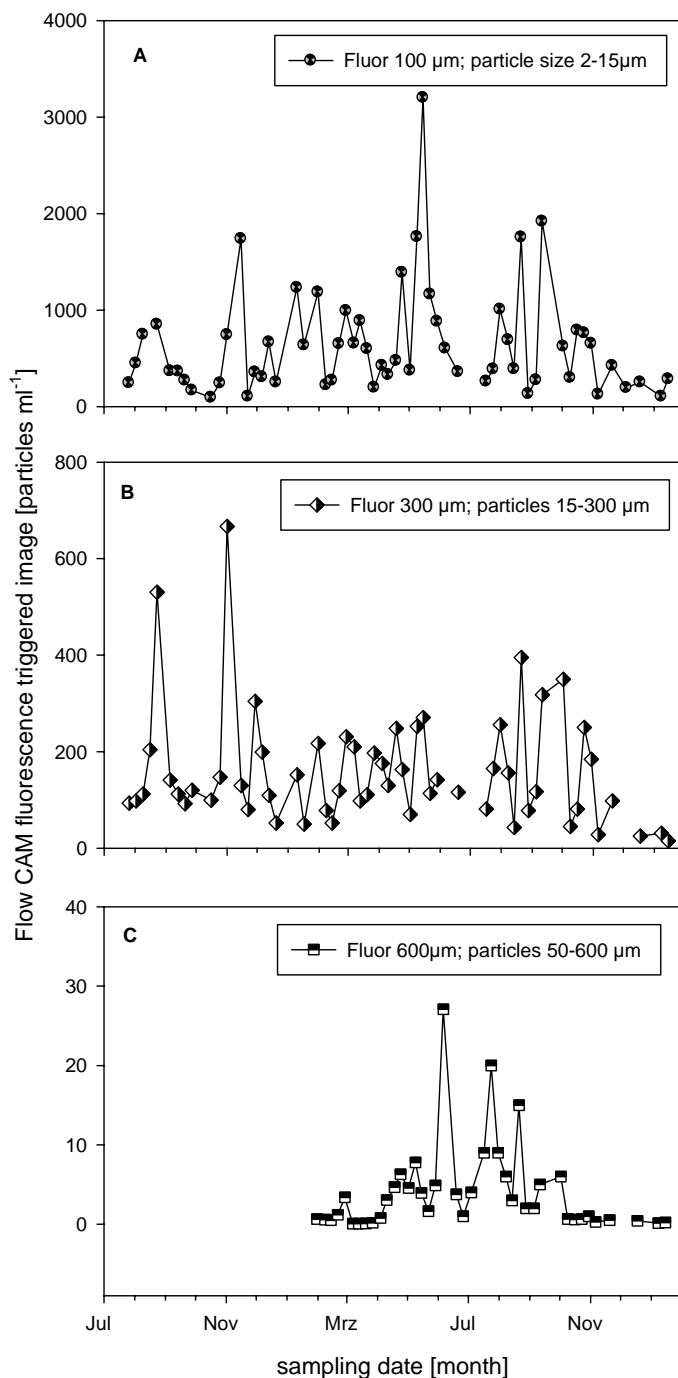 Flow CAM fluorescence triggered image [particles ml⁻¹]
A
Fluor 100 µm; particle size 2-15µm
4000
3000
2000
1000
0
B
Fluor 300 µm; particles 15-300 µm
800
600
400
200
0
C
Fluor 600µm; particles 50-600 µm
40
30
20
10
0
Jul Nov Mrz Jul Nov
sampling date [month]